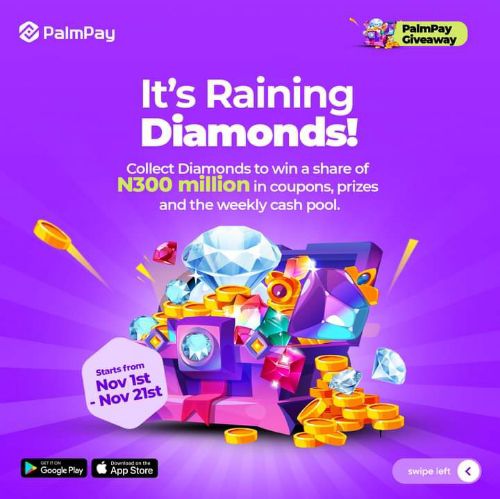 PalmPay
PalmPay
Giveaway
It's Raining
Diamonds!
Collect Diamonds to win a share of
N300 million in coupons, prizes
and the weekly cash pool.
Starts from
Nov 1st
- Nov 21st
GET IT ON
Google Play
Download on the
App Store
swipe left